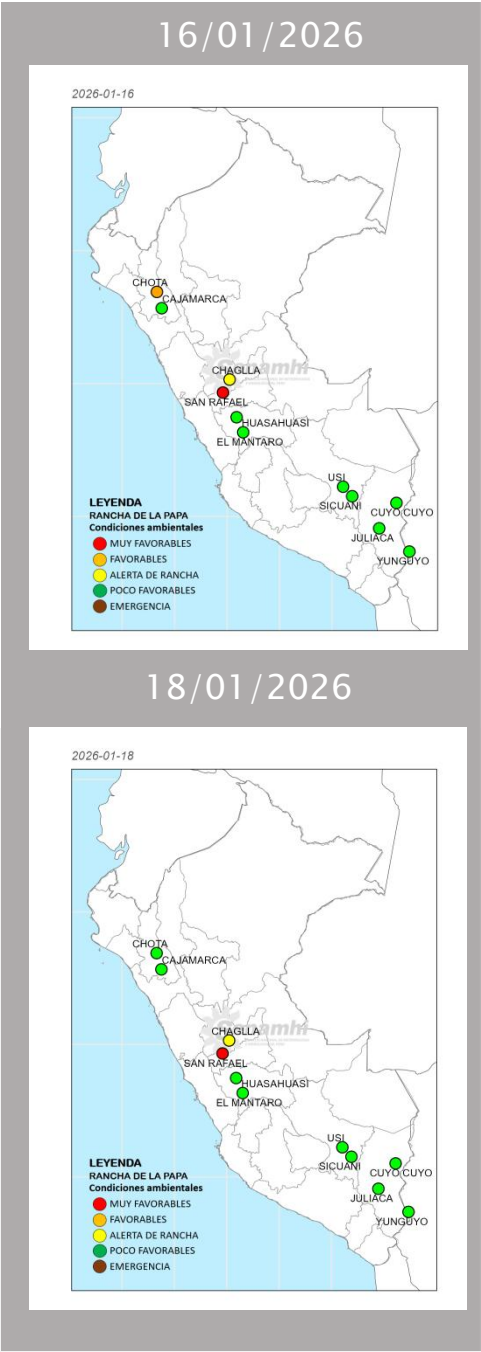 16/01/2026
2026-01-16
CHOTA
CAJAMARCA
CHAGLLA
SAN RAFAEL
HUASAHUASI
EL MANTARO
USI
SICUANI
CUYO CUYO
JULIACA
YUNGUYO
LEYENDA
RANCHA DE LA PAPA
Condiciones ambientales
MUY FAVORABLES
FAVORABLES
ALERTA DE RANCHA
POCO FAVORABLES
EMERGENCIA
18/01/2026
2026-01-18
CHOTA
CAJAMARCA
CHAGLLA
SAN RAFAEL
HUASAHUASI
EL MANTARO
USI
SICUANI
CUYO CUYO
JULIACA
YUNGUYO
LEYENDA
RANCHA DE LA PAPA
Condiciones ambientales
MUY FAVORABLES
FAVORABLES
ALERTA DE RANCHA
POCO FAVORABLES
EMERGENCIA